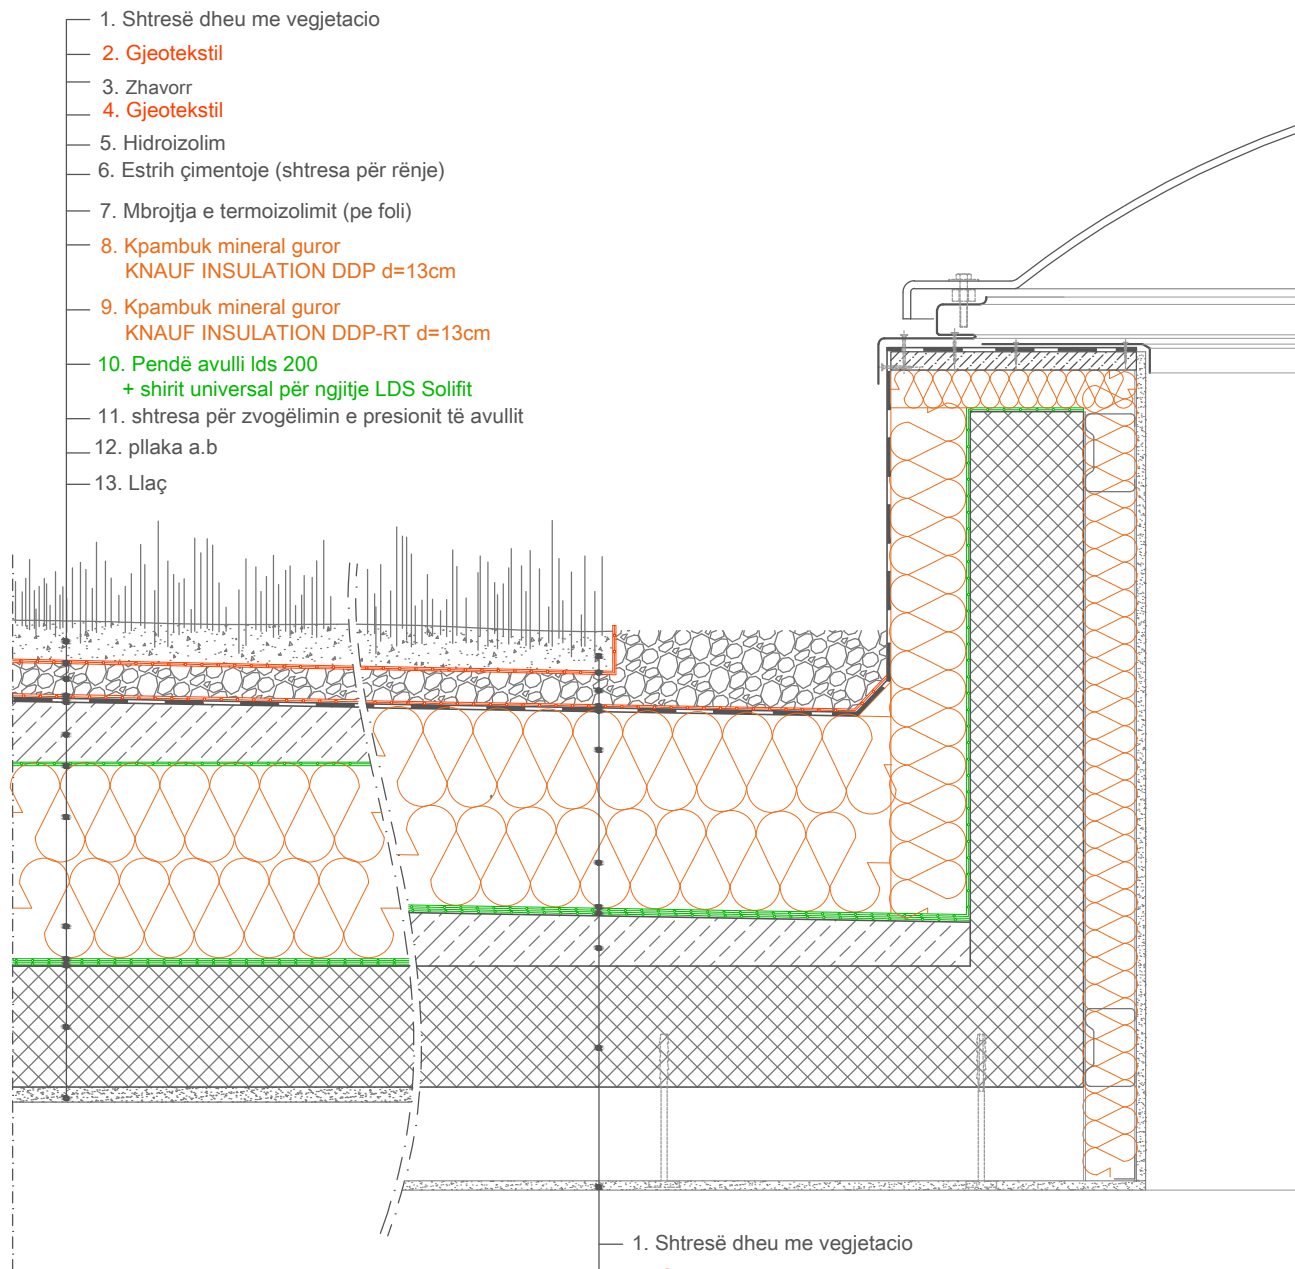 1. Shtresë dheu me vegjetacio
2. Gjeotekstil
3. Zhavorr
4. Gjeotekstil
5. Hidroizolim
6. Estrih çimentoje (shtresa për rënje)
7. Mbrojtja e termoizolimit (pe foli)
8. Kpambuk mineral guror
KNAUF INSULATION DDP d=13cm
9. Kpambuk mineral guror
KNAUF INSULATION DDP-RT d=13cm
10. Pendë avulli lds 200
+ shirit universal për ngjitje LDS Solifit
11. shtresa për zvogëlimin e presionit të avullit
12. pllaka a.b
13. Llaç
1. Shtresë dheu me vegjetacio